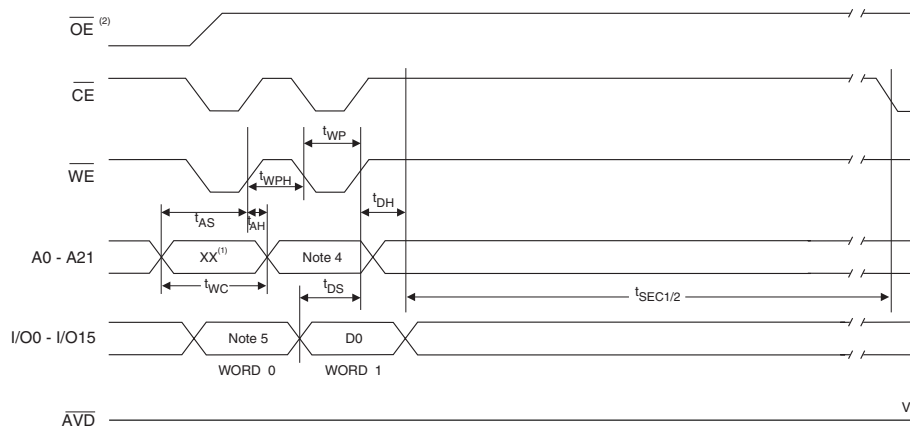 OE (2)
CE
tWP
WE
tWPH
tDH
tAS
tAH
A0 - A21
XX(1)
Note 4
tWC
tDS
tSEC1/2
I/O0 - I/O15
Note 5
D0
WORD 0
WORD 1
V
AVD